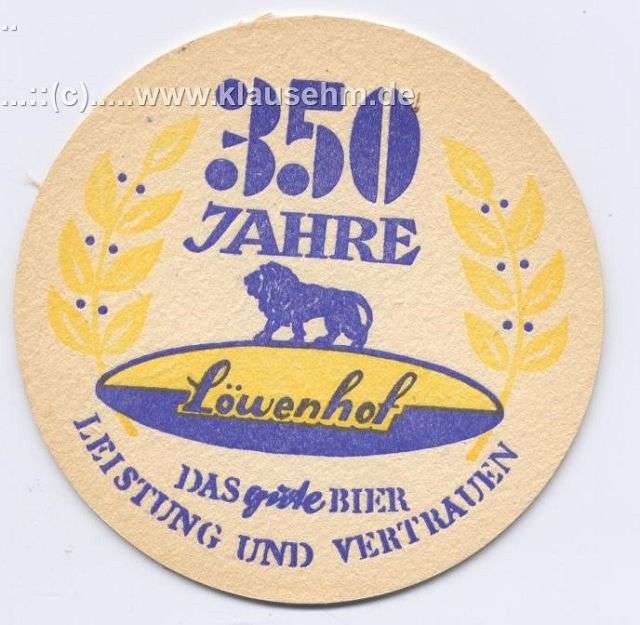 ...::(c).....www.klausehm.de
350
JAHRE
Löwenhof
DAS gute BIER
LEISTUNG UND VERTRAUEN